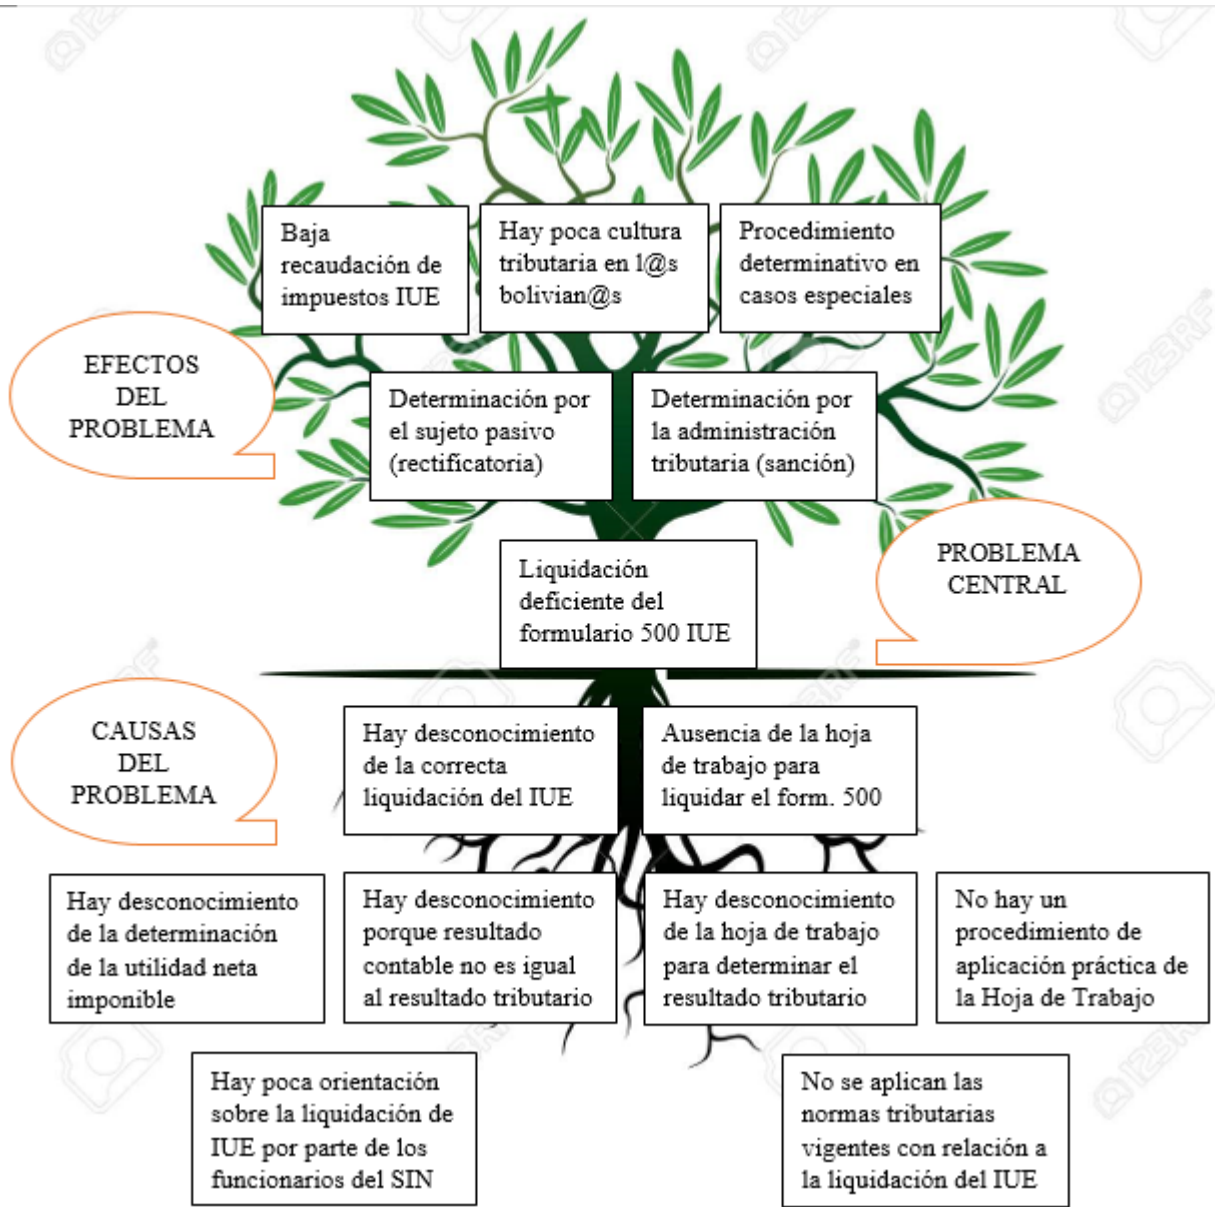 Baja
recaudación de
impuestos IUE
Hay poca cultura
tributaria en l@s
bolivian@s
Procedimiento
determinativo en
casos especiales
EFECTOS
DEL
PROBLEMA
Determinación por
el sujeto pasivo
(rectificatoria)
Determinación por
la administración
tributaria (sanción)
PROBLEMA
CENTRAL
Liquidación
deficiente del
formulario 500 IUE
CAUSAS
DEL
PROBLEMA
Hay desconocimiento
de la correcta
liquidación del IUE
Ausencia de la hoja
de trabajo para
liquidar el form. 500
Hay desconocimiento
de la determinación
de la utilidad neta
imponible
Hay desconocimiento
porque resultado
contable no es igual
al resultado tributario
Hay desconocimiento
de la hoja de trabajo
para determinar el
resultado tributario
No hay un
procedimiento de
aplicación práctica de
la Hoja de Trabajo
Hay poca orientación
sobre la liquidación de
IUE por parte de los
funcionarios del SIN
No se aplican las
normas tributarias
vigentes con relación a
la liquidación del IUE
123RF
123RF
123RF
123RF
123RF
123RF